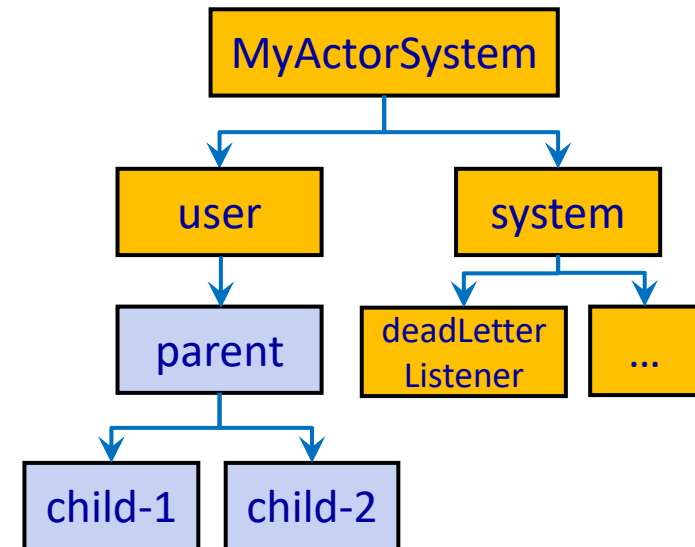 MyActorSystem
user
system
parent
deadLetter
Listener
...
child-1
child-2